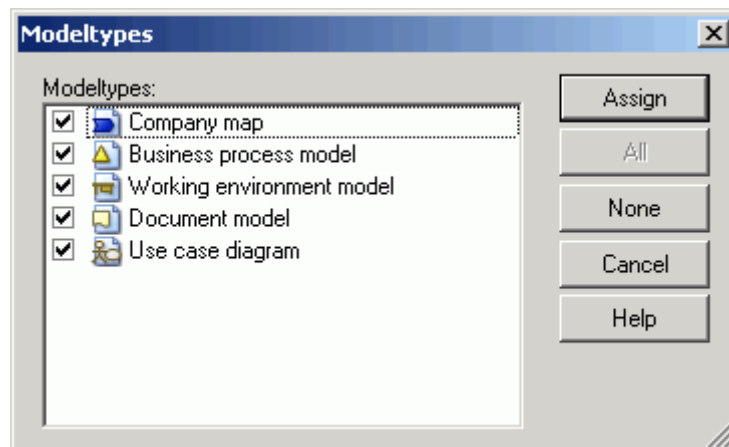 Modeltypes
Modeltypes:
Company map
Business process model
Working environment model
Document model
Use case diagram
Assign
All
None
Cancel
Help